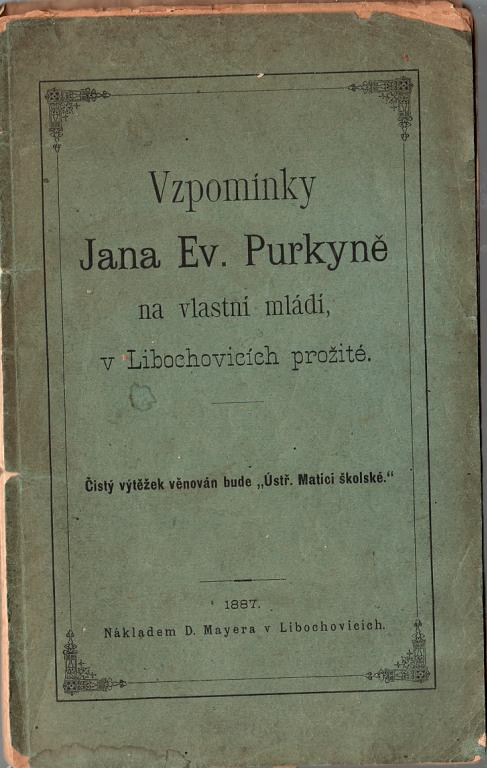 Vzpomínky
Jana Ev. Purkyně
na vlastní mládí,
v Libochovicích prožité.
Čistý výtěžek věnován bude „Ústř. Matici školské.“
1887.
Nákladem D. Mayera v Libochovicích.